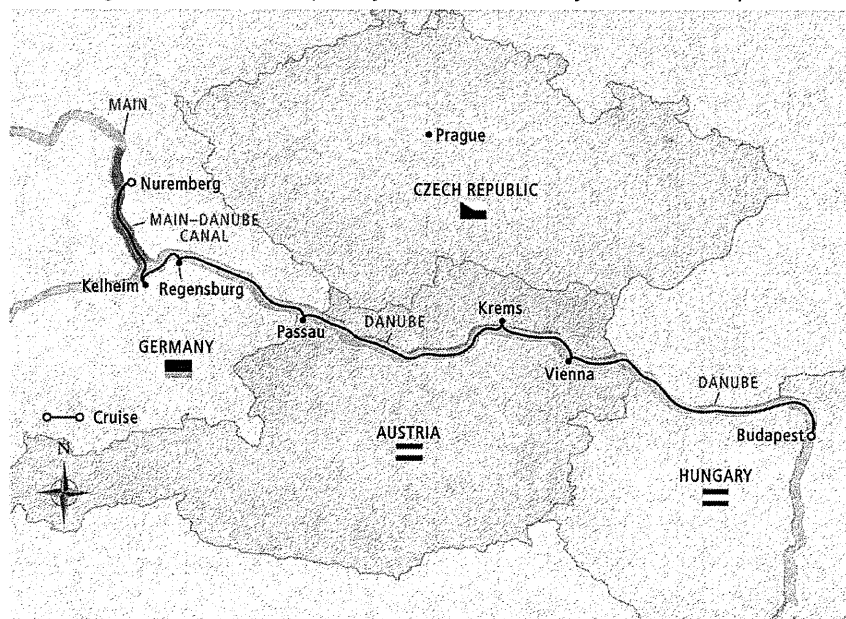 MAIN
Prague
Nuremberg
CZECH REPUBLIC
MAIN–DANUBE
CANAL
Kelheim
Regensburg
Krems
Passau
DANUBE
GERMANY
Vienna
DANUBE
Cruise
AUSTRIA
Budapest
N
HUNGARY